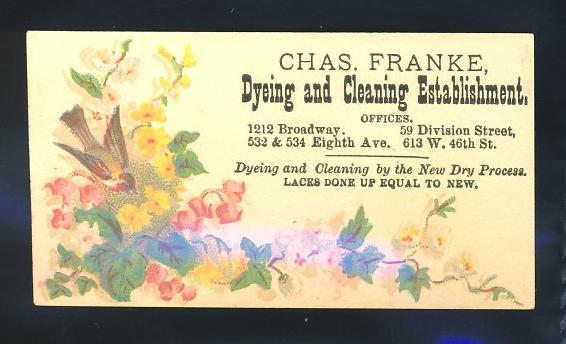 CHAS. FRANKE,
Dyeing and Cleaning Establishment.
OFFICES.
1212 Broadway. 59 Division Street,
532 & 534 Eighth Ave. 613 W. 46th St.
Dyeing and Cleaning by the New Dry Process.
LACES DONE UP EQUAL TO NEW.